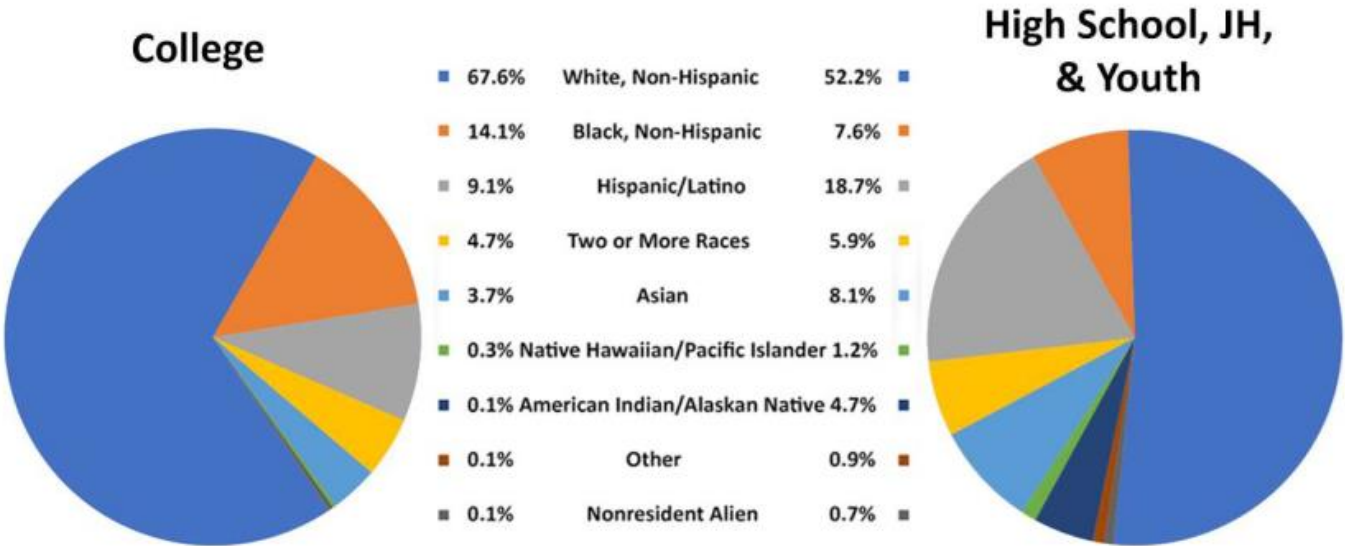 College
High School, JH,
& Youth
67.6% White, Non-Hispanic 52.2%
14.1% Black, Non-Hispanic 7.6%
9.1% Hispanic/Latino 18.7%
4.7% Two or More Races 5.9%
3.7% Asian 8.1%
0.3% Native Hawaiian/Pacific Islander 1.2%
0.1% American Indian/Alaskan Native 4.7%
0.1% Other 0.9%
0.1% Nonresident Alien 0.7%